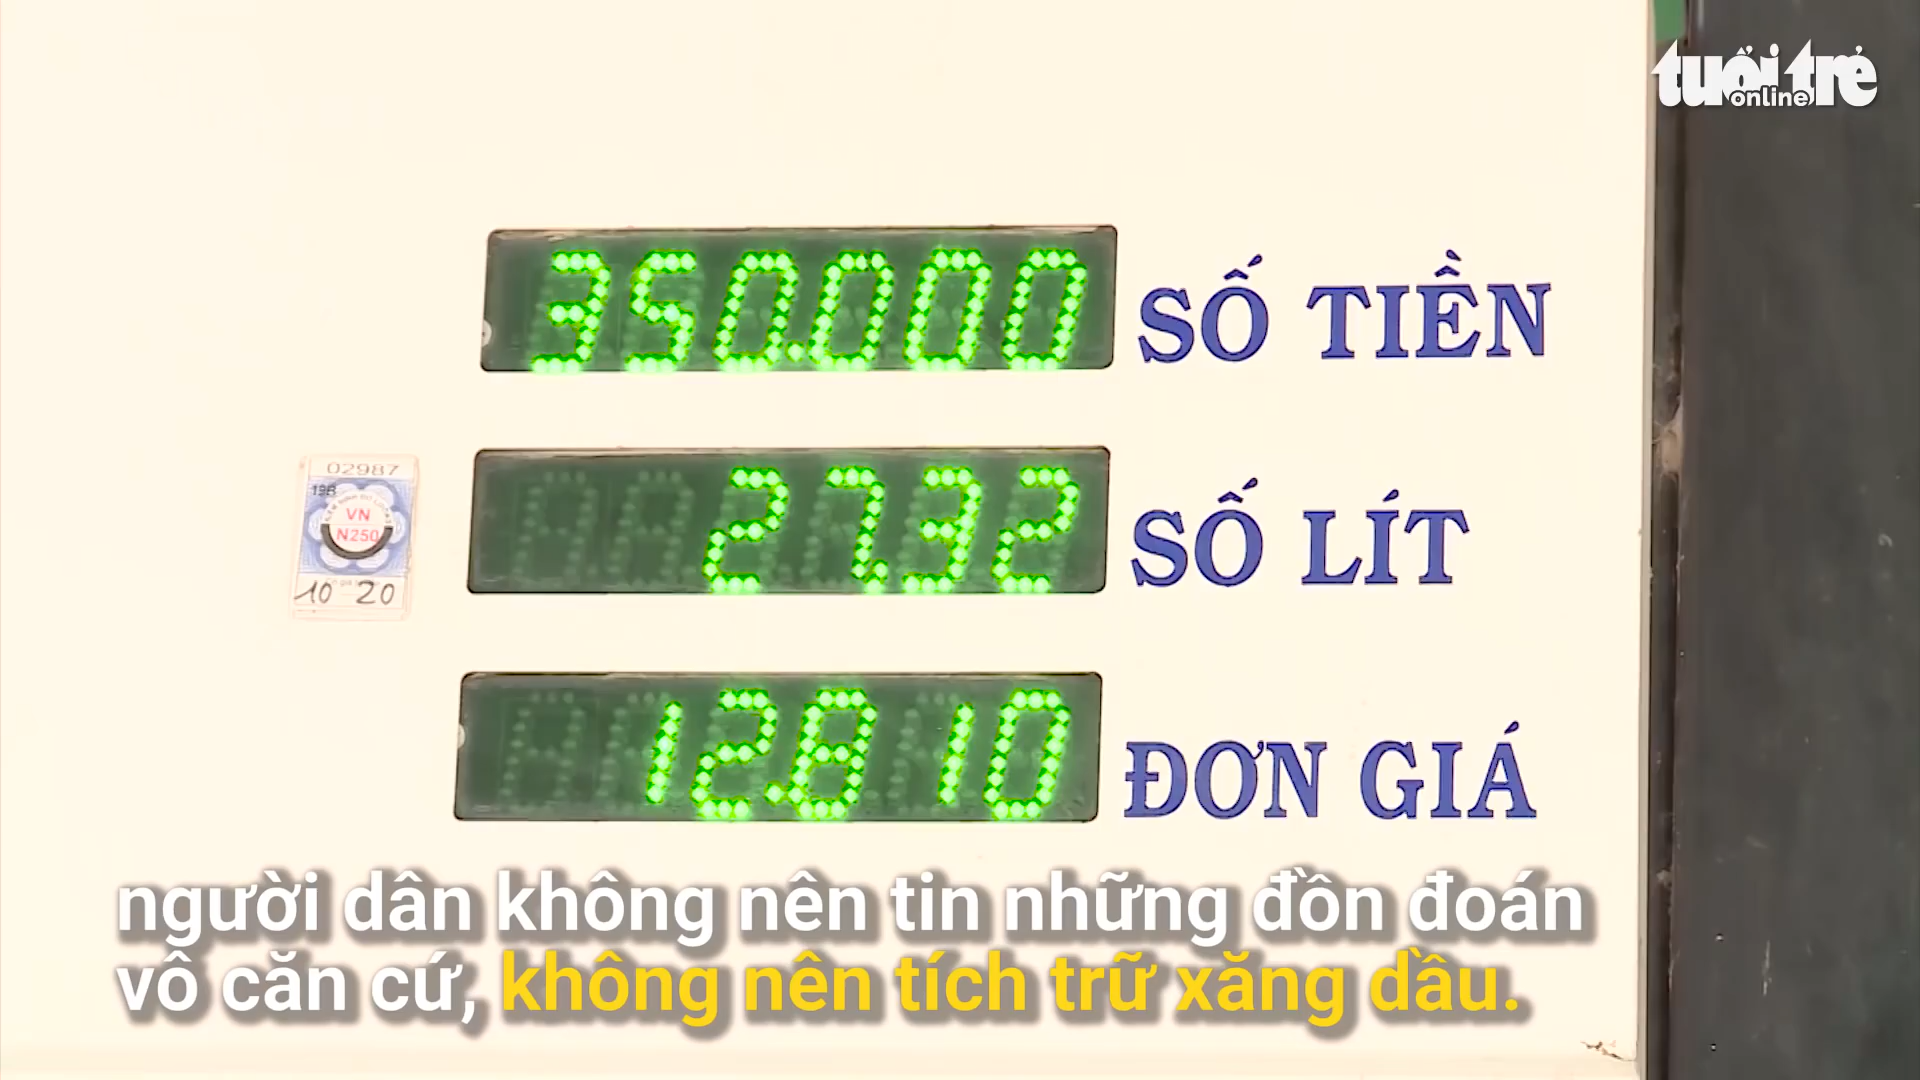 tuổi trẻ
online
350.000 SỐ TIỀN
02987
19B
VN
N250
27.32 SỐ LÍT
10 20
12.810 ĐƠN GIÁ
người dân không nên tin những đồn đoán
vô căn cứ, không nên tích trữ xăng dầu.